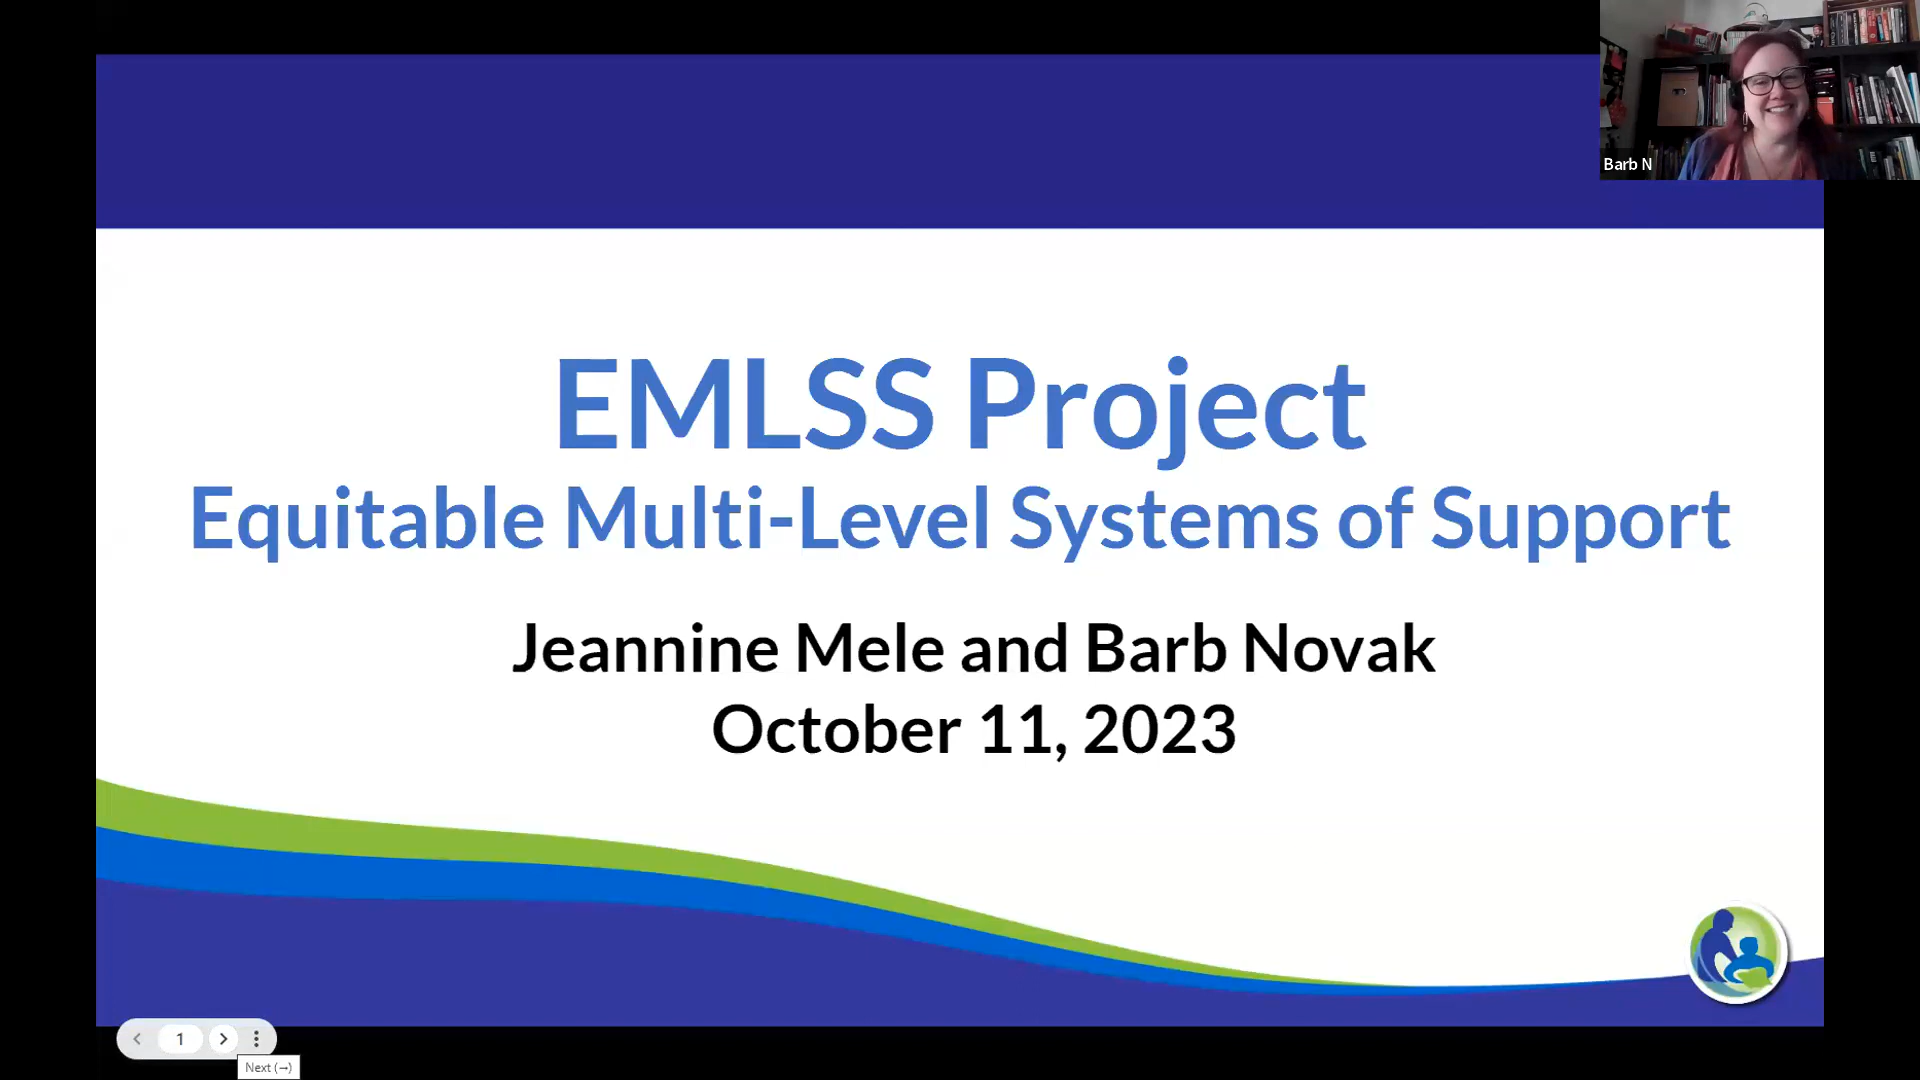 Barb N
EMLSS Project
Equitable Multi-Level Systems of Support
Jeannine Mele and Barb Novak
October 11, 2023
1
Next (→)